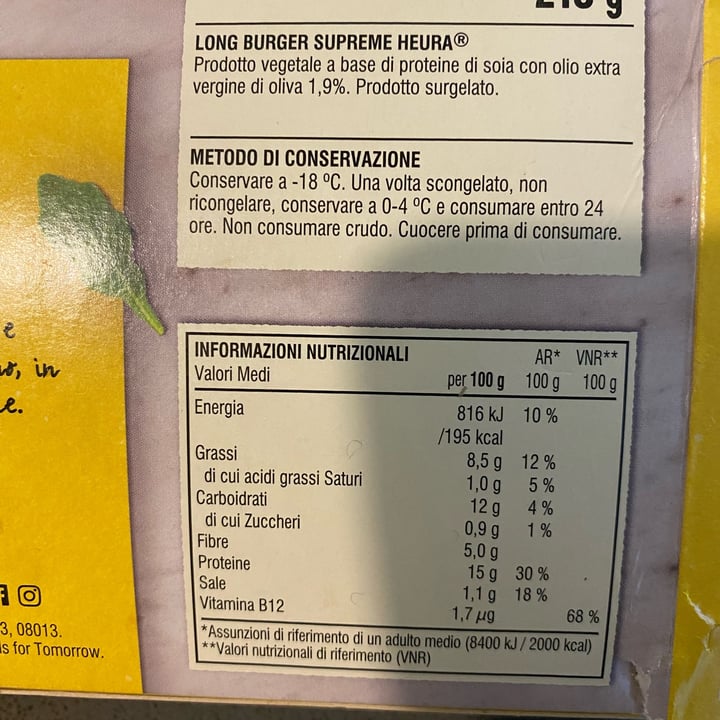 LONG BURGER SUPREME HEURA®
Prodotto vegetale a base di proteine di soia con olio extra
vergine di oliva 1,9%. Prodotto surgelato.
METODO DI CONSERVAZIONE
Conservare a -18 ºC. Una volta scongelato, non
ricongelare, conservare a 0-4 ºC e consumare entro 24
ore. Non consumare crudo. Cuocere prima di consumare.
INFORMAZIONI NUTRIZIONALI AR* VNR**
Valori Medi per 100 g 100 g 100 g
Energia 816 kJ 10 %
/195 kcal
Grassi 8,5 g 12 %
di cui acidi grassi Saturi 1,0 g 5 %
Carboidrati 12 g 4 %
di cui Zuccheri 0,9 g 1 %
Fibre 5,0 g
Proteine 15 g 30 %
Sale 1,1 g 18 %
Vitamina B12 1,7 µg 68 %
*Assunzioni di riferimento di un adulto medio (8400 kJ / 2000 kcal)
**Valori nutrizionali di riferimento (VNR)
in
3, 08013.
is for Tomorrow.